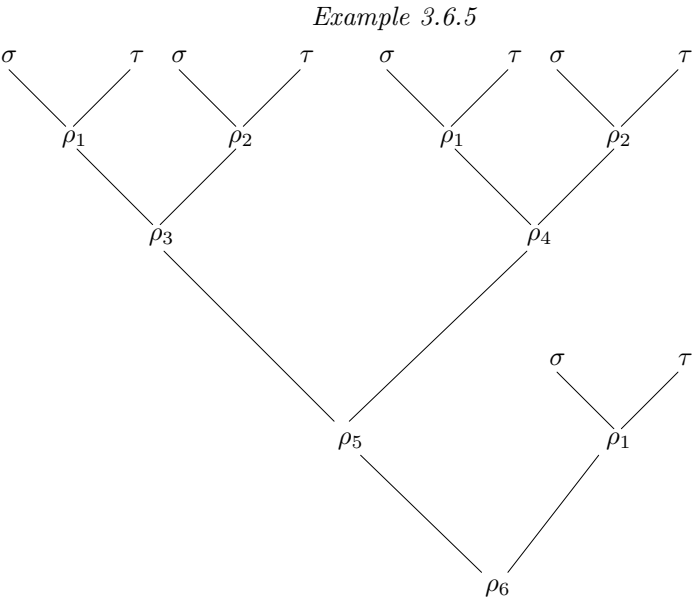 Example 3.6.5
σ τ σ τ σ τ σ τ
ρ₁ ρ₂ ρ₁ ρ₂
ρ₃ ρ₄
σ τ
ρ₅ ρ₁
ρ₆